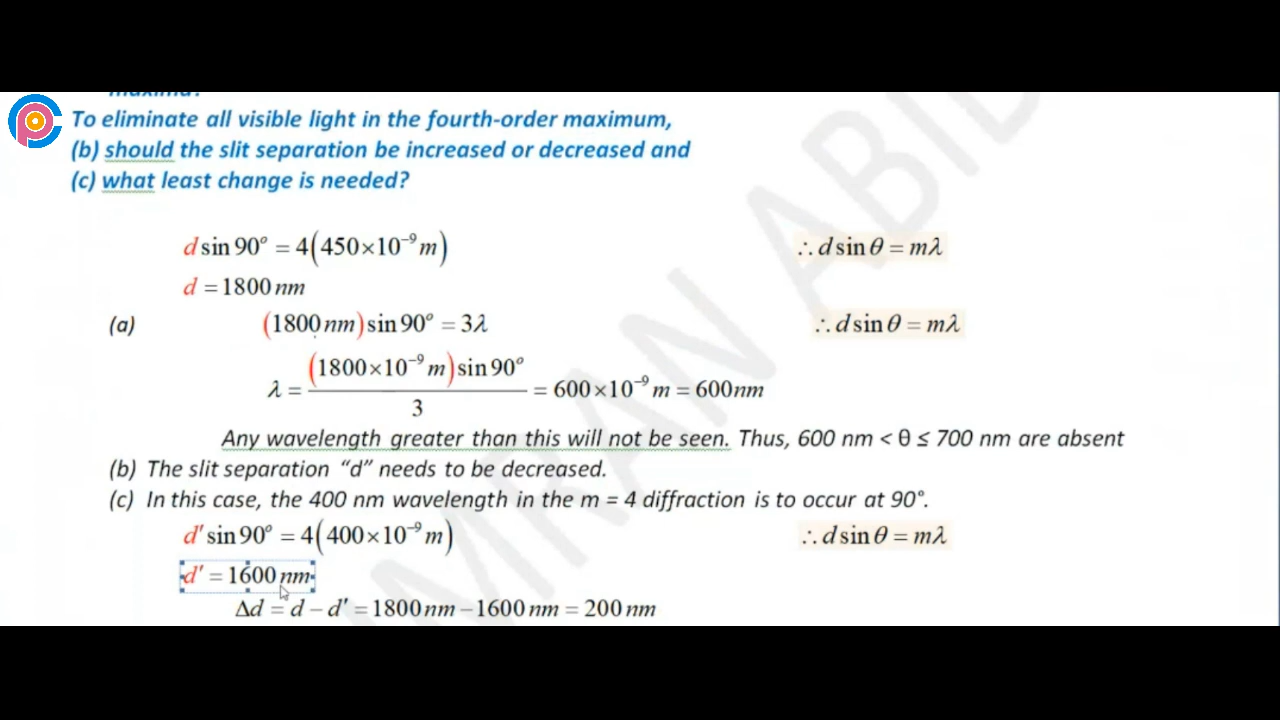 maxima?
To eliminate all visible light in the fourth-order maximum,
(b) should the slit separation be increased or decreased and
(c) what least change is needed?
d sin 90° = 4(450×10⁻⁹ m) ∴ d sin θ = mλ
d = 1800 nm
(a) (1800 nm) sin 90° = 3λ ∴ d sin θ = mλ
λ = (1800×10⁻⁹ m) sin 90° / 3 = 600×10⁻⁹ m = 600 nm
Any wavelength greater than this will not be seen. Thus, 600 nm < θ ≤ 700 nm are absent
(b) The slit separation “d” needs to be decreased.
(c) In this case, the 400 nm wavelength in the m = 4 diffraction is to occur at 90°.
d′ sin 90° = 4(400×10⁻⁹ m) ∴ d sin θ = mλ
d′ = 1600 nm
Δd = d − d′ = 1800 nm − 1600 nm = 200 nm
IMRAN ABID